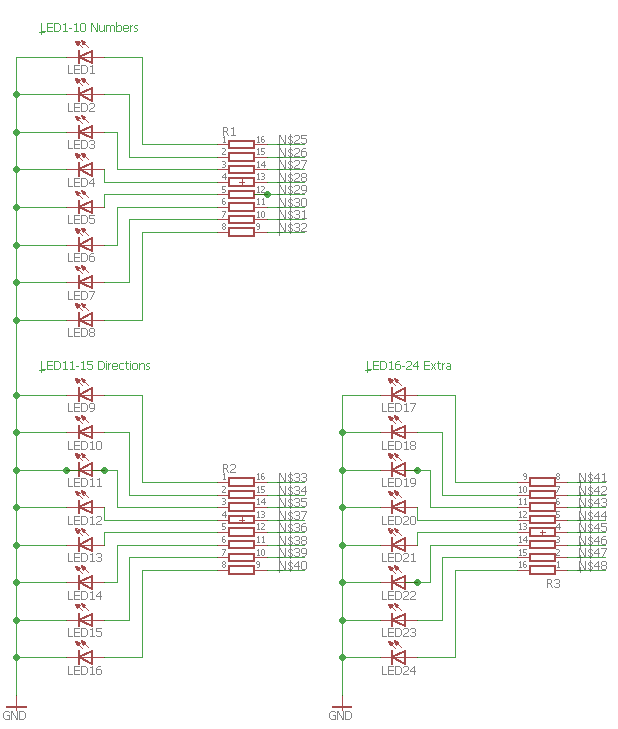 LED1-10 Numbers
LED1
LED2
LED3
LED4
LED5
LED6
LED7
LED8
R1
1 16 N$25
2 15 N$26
3 14 N$27
4 13 N$28
5 12 N$29
6 11 N$30
7 10 N$31
8 9 N$32
LED11-15 Directions
LED9
LED10
LED11
LED12
LED13
LED14
LED15
LED16
R2
1 16 N$33
2 15 N$34
3 14 N$35
4 13 N$37
5 12 N$36
6 11 N$38
7 10 N$39
8 9 N$40
GND
LED16-24 Extra
LED17
LED18
LED19
LED20
LED21
LED22
LED23
LED24
9 8 N$41
10 7 N$42
11 6 N$43
12 5 N$44
13 4 N$45
14 3 N$46
15 2 N$47
16 1 N$48
R3
GND